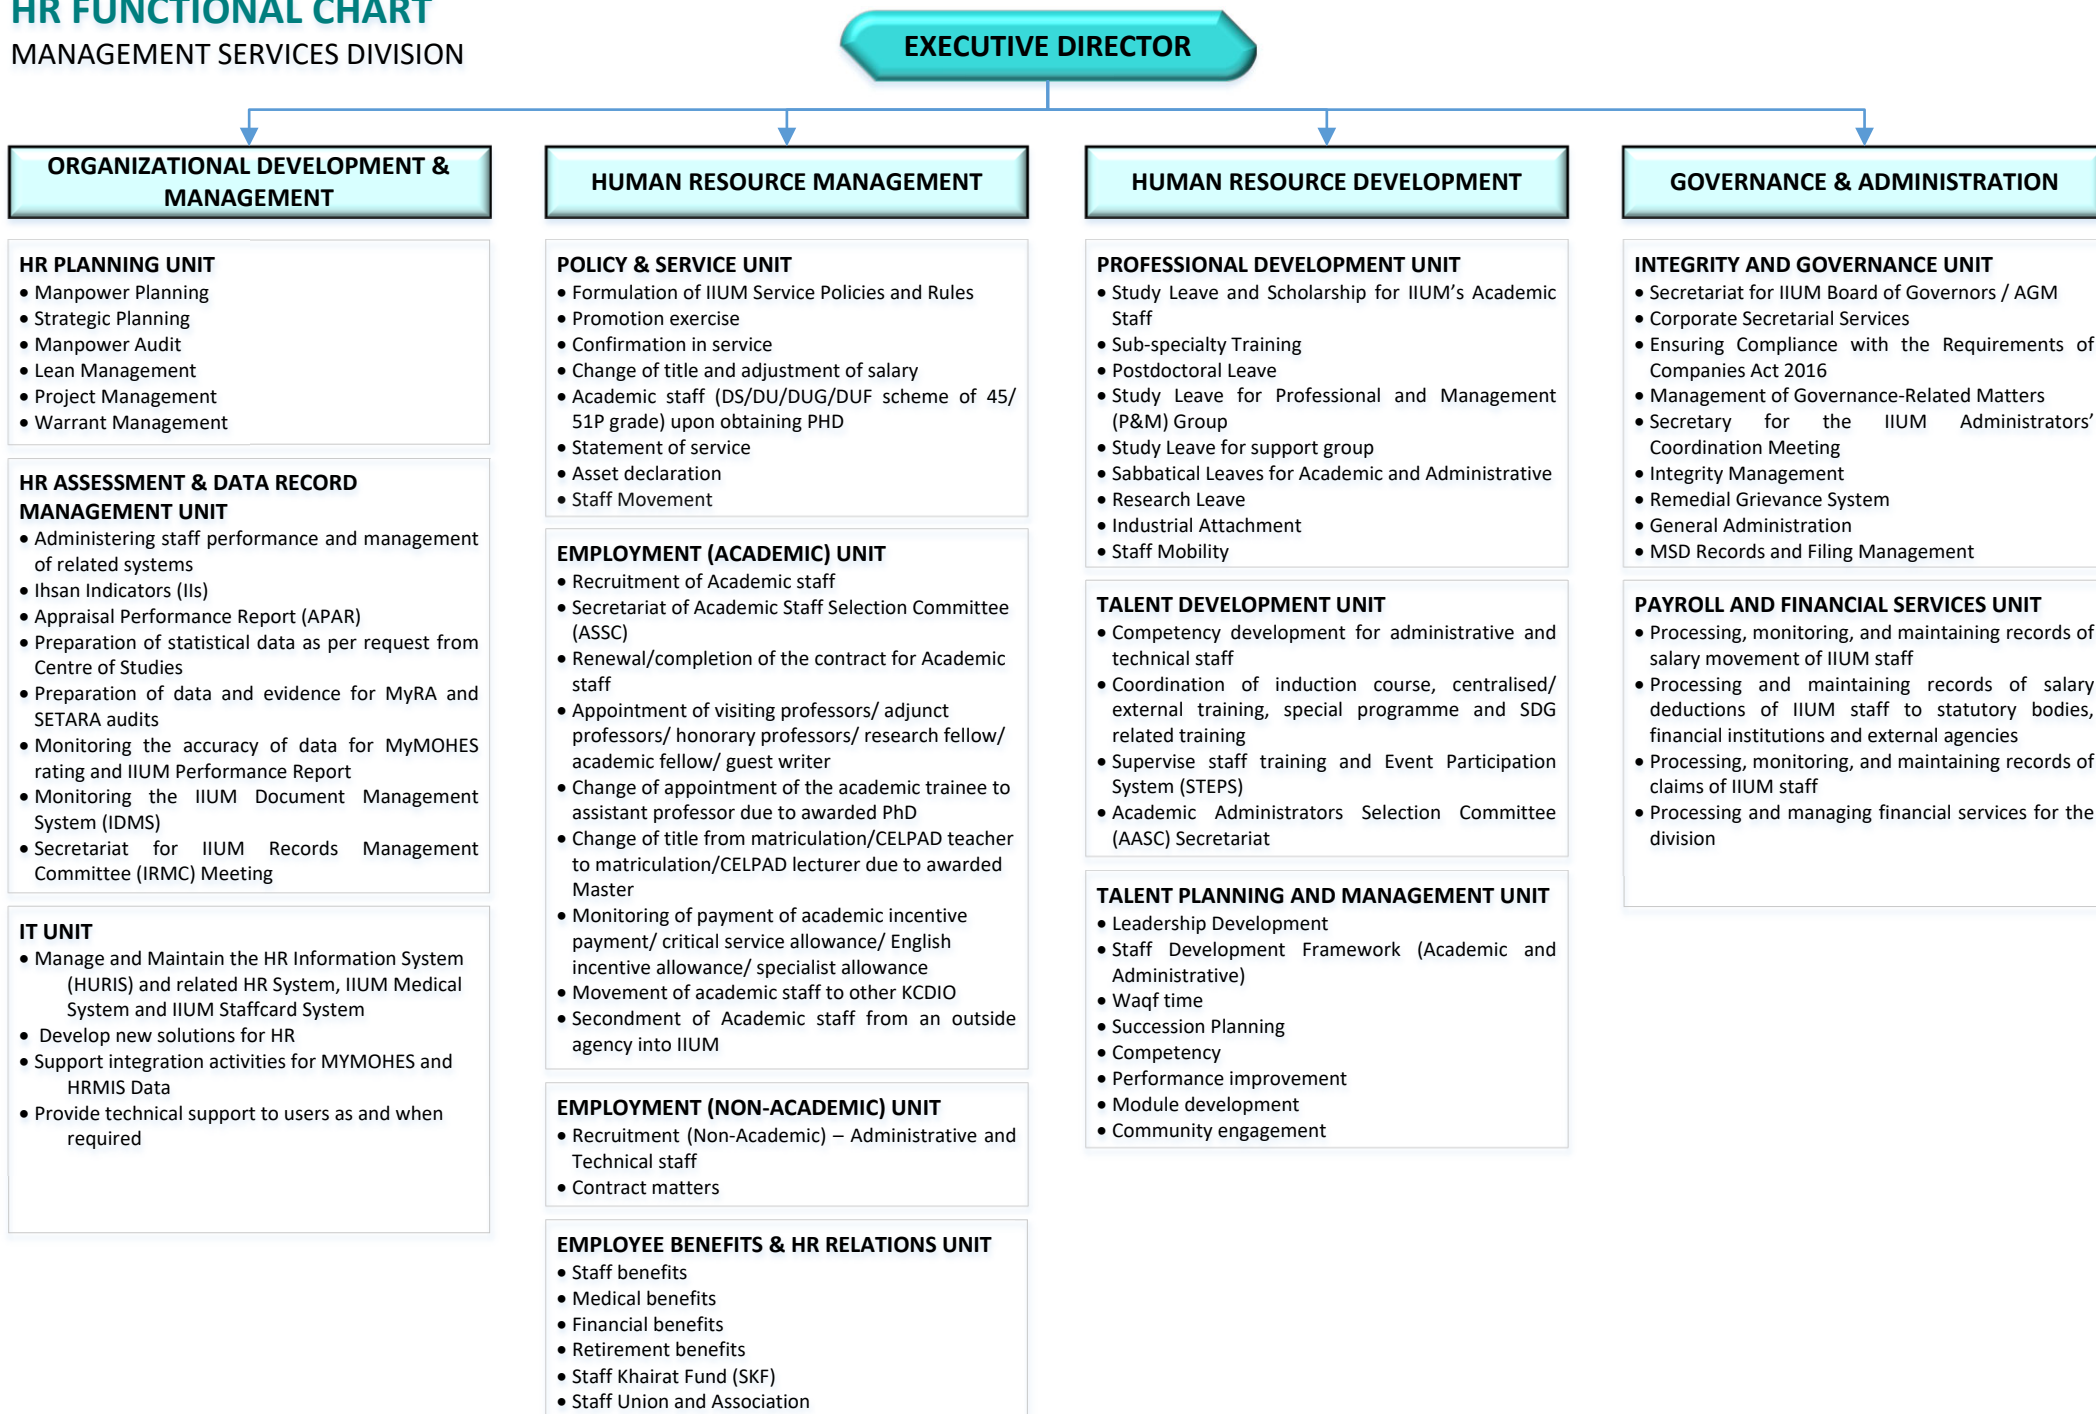 HR FUNCTIONAL CHART
MANAGEMENT SERVICES DIVISION
EXECUTIVE DIRECTOR
ORGANIZATIONAL DEVELOPMENT &
MANAGEMENT
HR PLANNING UNIT
• Manpower Planning
• Strategic Planning
• Manpower Audit
• Lean Management
• Project Management
• Warrant Management
HR ASSESSMENT & DATA RECORD
MANAGEMENT UNIT
• Administering staff performance and management
of related systems
• Ihsan Indicators (IIs)
• Appraisal Performance Report (APAR)
• Preparation of statistical data as per request from
Centre of Studies
• Preparation of data and evidence for MyRA and
SETARA audits
• Monitoring the accuracy of data for MyMOHES
rating and IIUM Performance Report
• Monitoring the IIUM Document Management
System (IDMS)
• Secretariat for IIUM Records Management
Committee (IRMC) Meeting
IT UNIT
• Manage and Maintain the HR Information System
(HURIS) and related HR System, IIUM Medical
System and IIUM Staffcard System
• Develop new solutions for HR
• Support integration activities for MYMOHES and
HRMIS Data
• Provide technical support to users as and when
required
HUMAN RESOURCE MANAGEMENT
POLICY & SERVICE UNIT
• Formulation of IIUM Service Policies and Rules
• Promotion exercise
• Confirmation in service
• Change of title and adjustment of salary
• Academic staff (DS/DU/DUG/DUF scheme of 45/
51P grade) upon obtaining PHD
• Statement of service
• Asset declaration
• Staff Movement
EMPLOYMENT (ACADEMIC) UNIT
• Recruitment of Academic staff
• Secretariat of Academic Staff Selection Committee
(ASSC)
• Renewal/completion of the contract for Academic
staff
• Appointment of visiting professors/ adjunct
professors/ honorary professors/ research fellow/
academic fellow/ guest writer
• Change of appointment of the academic trainee to
assistant professor due to awarded PhD
• Change of title from matriculation/CELPAD teacher
to matriculation/CELPAD lecturer due to awarded
Master
• Monitoring of payment of academic incentive
payment/ critical service allowance/ English
incentive allowance/ specialist allowance
• Movement of academic staff to other KCDIO
• Secondment of Academic staff from an outside
agency into IIUM
EMPLOYMENT (NON-ACADEMIC) UNIT
• Recruitment (Non-Academic) – Administrative and
Technical staff
• Contract matters
EMPLOYEE BENEFITS & HR RELATIONS UNIT
• Staff benefits
• Medical benefits
• Financial benefits
• Retirement benefits
• Staff Khairat Fund (SKF)
• Staff Union and Association
HUMAN RESOURCE DEVELOPMENT
PROFESSIONAL DEVELOPMENT UNIT
• Study Leave and Scholarship for IIUM's Academic
Staff
• Sub-specialty Training
• Postdoctoral Leave
• Study Leave for Professional and Management
(P&M) Group
• Study Leave for support group
• Sabbatical Leaves for Academic and Administrative
• Research Leave
• Industrial Attachment
• Staff Mobility
TALENT DEVELOPMENT UNIT
• Competency development for administrative and
technical staff
• Coordination of induction course, centralised/
external training, special programme and SDG
related training
• Supervise staff training and Event Participation
System (STEPS)
• Academic Administrators Selection Committee
(AASC) Secretariat
TALENT PLANNING AND MANAGEMENT UNIT
• Leadership Development
• Staff Development Framework (Academic and
Administrative)
• Waqf time
• Succession Planning
• Competency
• Performance improvement
• Module development
• Community engagement
GOVERNANCE & ADMINISTRATION
INTEGRITY AND GOVERNANCE UNIT
• Secretariat for IIUM Board of Governors / AGM
• Corporate Secretarial Services
• Ensuring Compliance with the Requirements of
Companies Act 2016
• Management of Governance-Related Matters
• Secretary for the IIUM Administrators'
Coordination Meeting
• Integrity Management
• Remedial Grievance System
• General Administration
• MSD Records and Filing Management
PAYROLL AND FINANCIAL SERVICES UNIT
• Processing, monitoring, and maintaining records of
salary movement of IIUM staff
• Processing and maintaining records of salary
deductions of IIUM staff to statutory bodies,
financial institutions and external agencies
• Processing, monitoring, and maintaining records of
claims of IIUM staff
• Processing and managing financial services for the
division